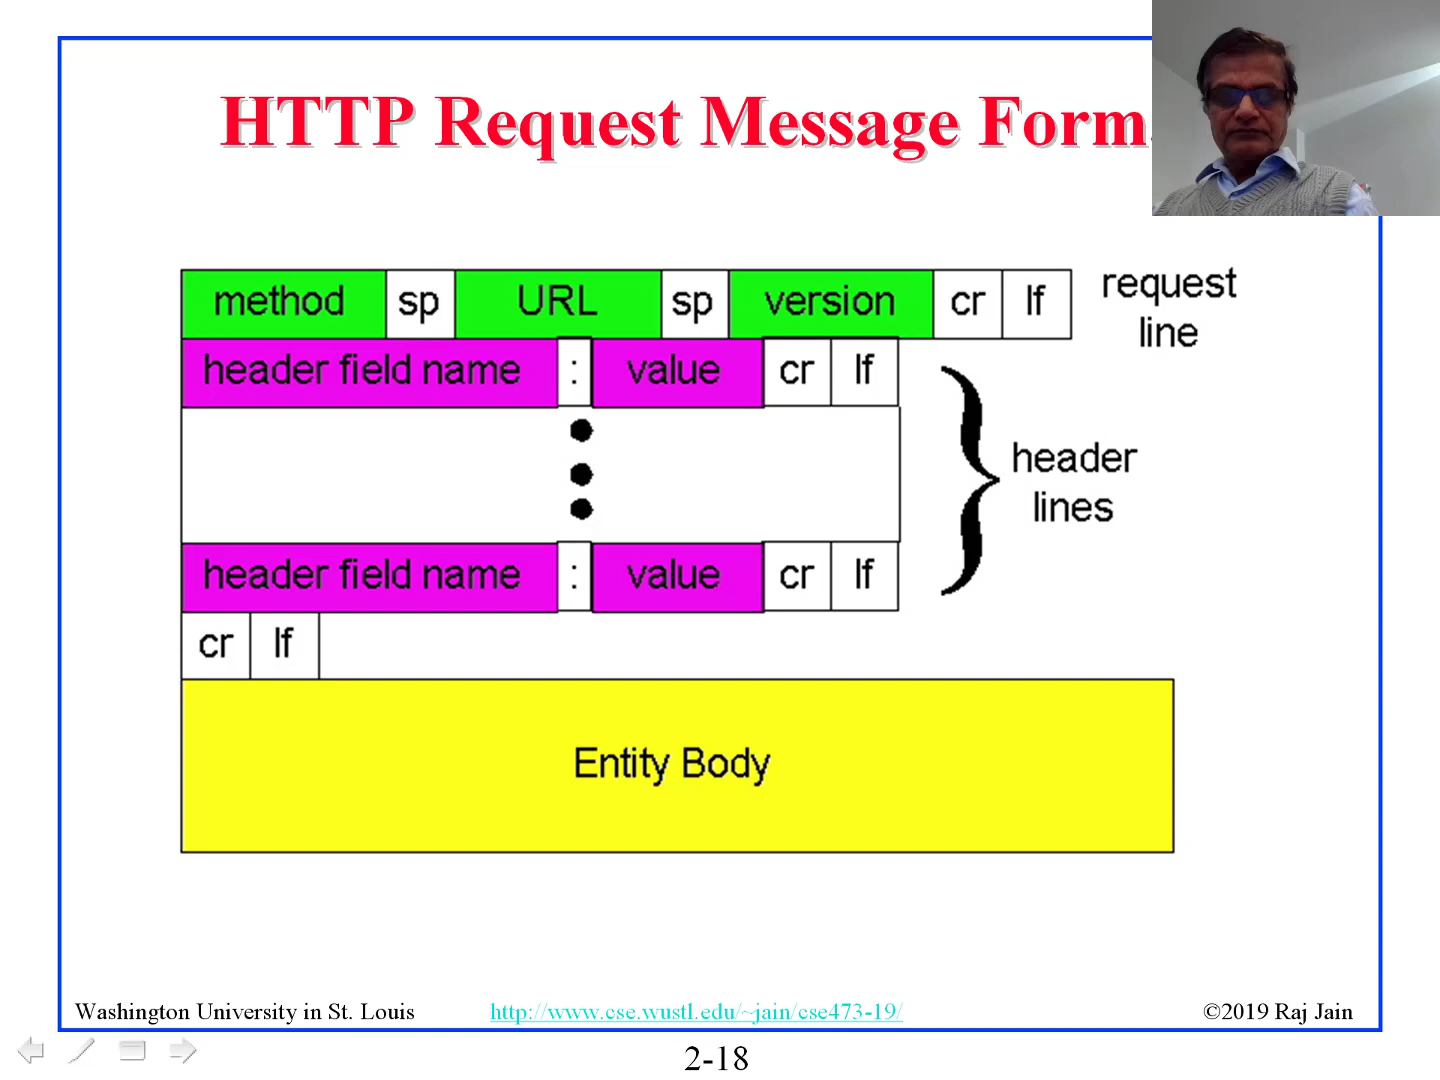 HTTP Request Message Form
method sp URL sp version cr lf request line
header field name : value cr lf
header lines
header field name : value cr lf
cr lf
Entity Body
Washington University in St. Louis http://www.cse.wustl.edu/~jain/cse473-19/ ©2019 Raj Jain
2-18